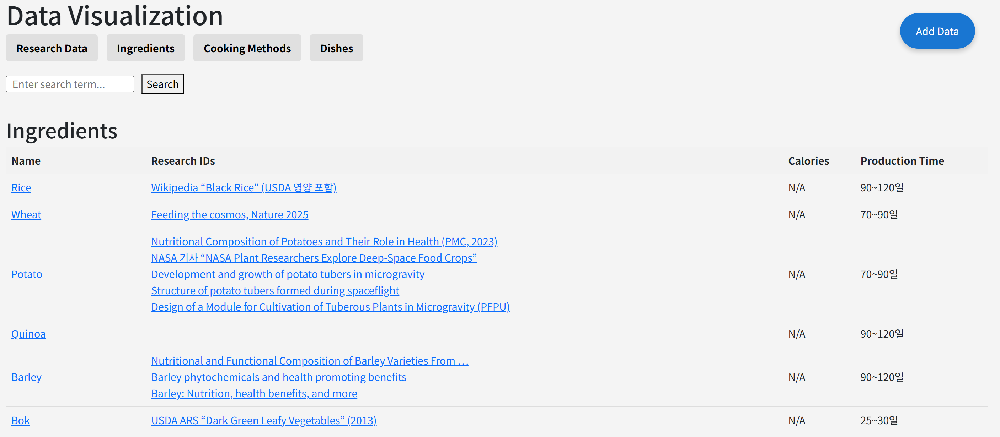 Data Visualization
Add Data
Research Data Ingredients Cooking Methods Dishes
Enter search term... Search
Ingredients
Name Research IDs Calories Production Time
Rice Wikipedia “Black Rice” (USDA 영양 포함) N/A 90~120일
Wheat Feeding the cosmos, Nature 2025 N/A 70~90일
Nutritional Composition of Potatoes and Their Role in Health (PMC, 2023)
NASA 기사 “NASA Plant Researchers Explore Deep-Space Food Crops”
Potato Development and growth of potato tubers in microgravity N/A 70~90일
Structure of potato tubers formed during spaceflight
Design of a Module for Cultivation of Tuberous Plants in Microgravity (PFPU)
Quinoa N/A 90~120일
Nutritional and Functional Composition of Barley Varieties From …
Barley Barley phytochemicals and health promoting benefits N/A 90~120일
Barley: Nutrition, health benefits, and more
Bok USDA ARS “Dark Green Leafy Vegetables” (2013) N/A 25~30일